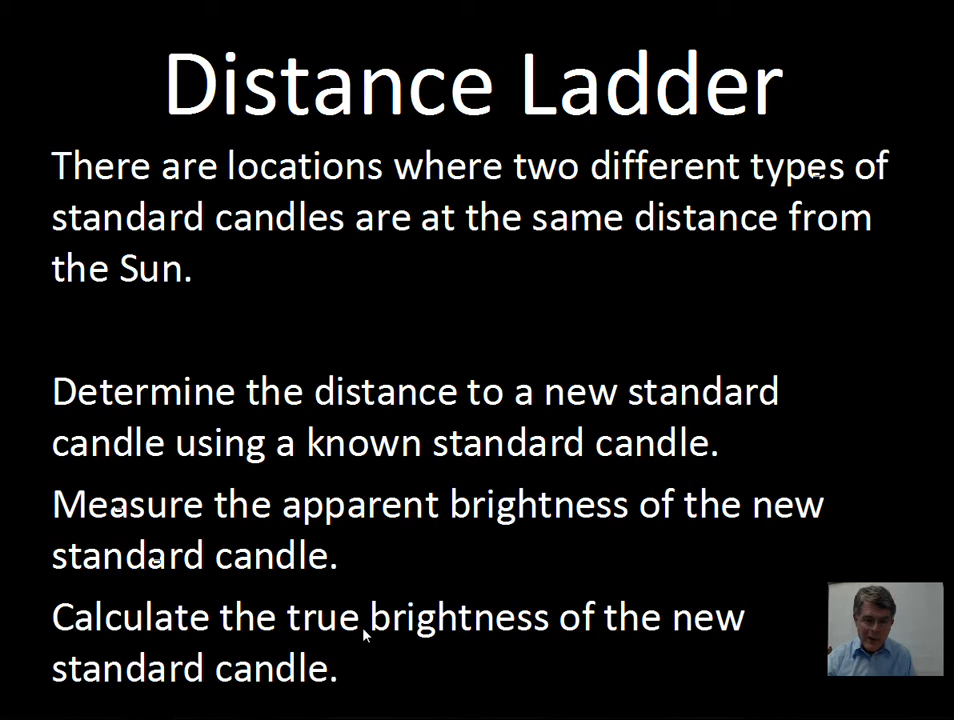 Distance Ladder
There are locations where two different types of
standard candles are at the same distance from
the Sun.
Determine the distance to a new standard
candle using a known standard candle.
Measure the apparent brightness of the new
standard candle.
Calculate the true brightness of the new
standard candle.